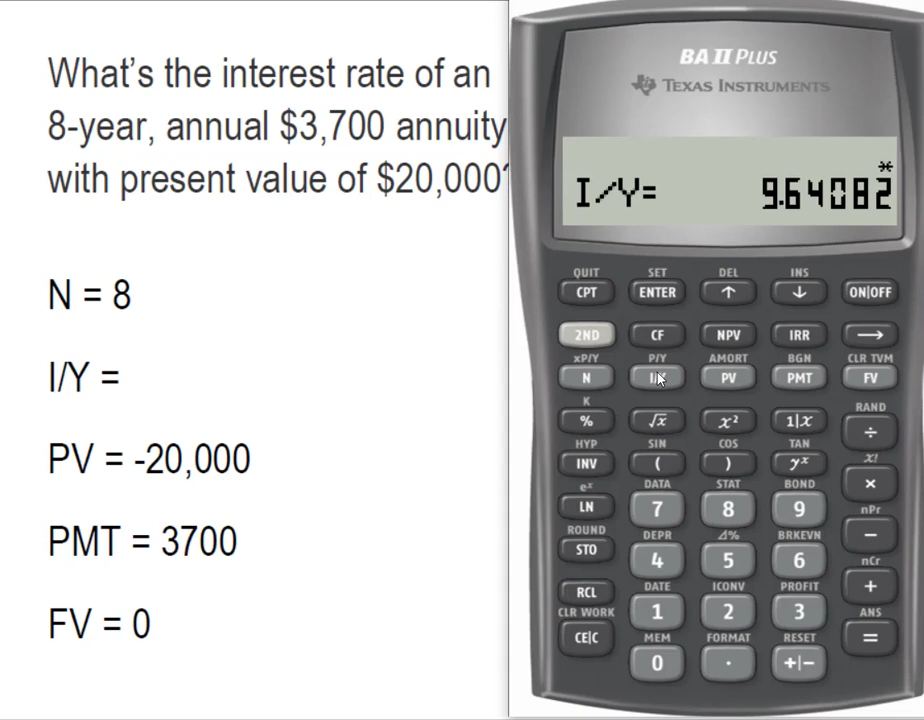 What's the interest rate of an
8-year, annual $3,700 annuity
with present value of $20,000?
N = 8
I/Y =
PV = -20,000
PMT = 3700
FV = 0
BA II PLUS
TEXAS INSTRUMENTS
*
I/Y= 9.64082
QUIT SET DEL INS
CPT ENTER ↑ ↓ ON|OFF
2ND CF NPV IRR →
xP/Y P/Y AMORT BGN CLR TVM
N I/Y PV PMT FV
K RAND
% √x x² 1|x ÷
HYP SIN COS TAN x!
INV ( ) yˣ ×
eˣ DATA STAT BOND nPr
LN 7 8 9 −
ROUND DEPR Δ% BRKEVN nCr
STO 4 5 6 +
DATE ICONV PROFIT
RCL 1 2 3
CLR WORK ANS
CE|C =
MEM FORMAT RESET
0 . +|−